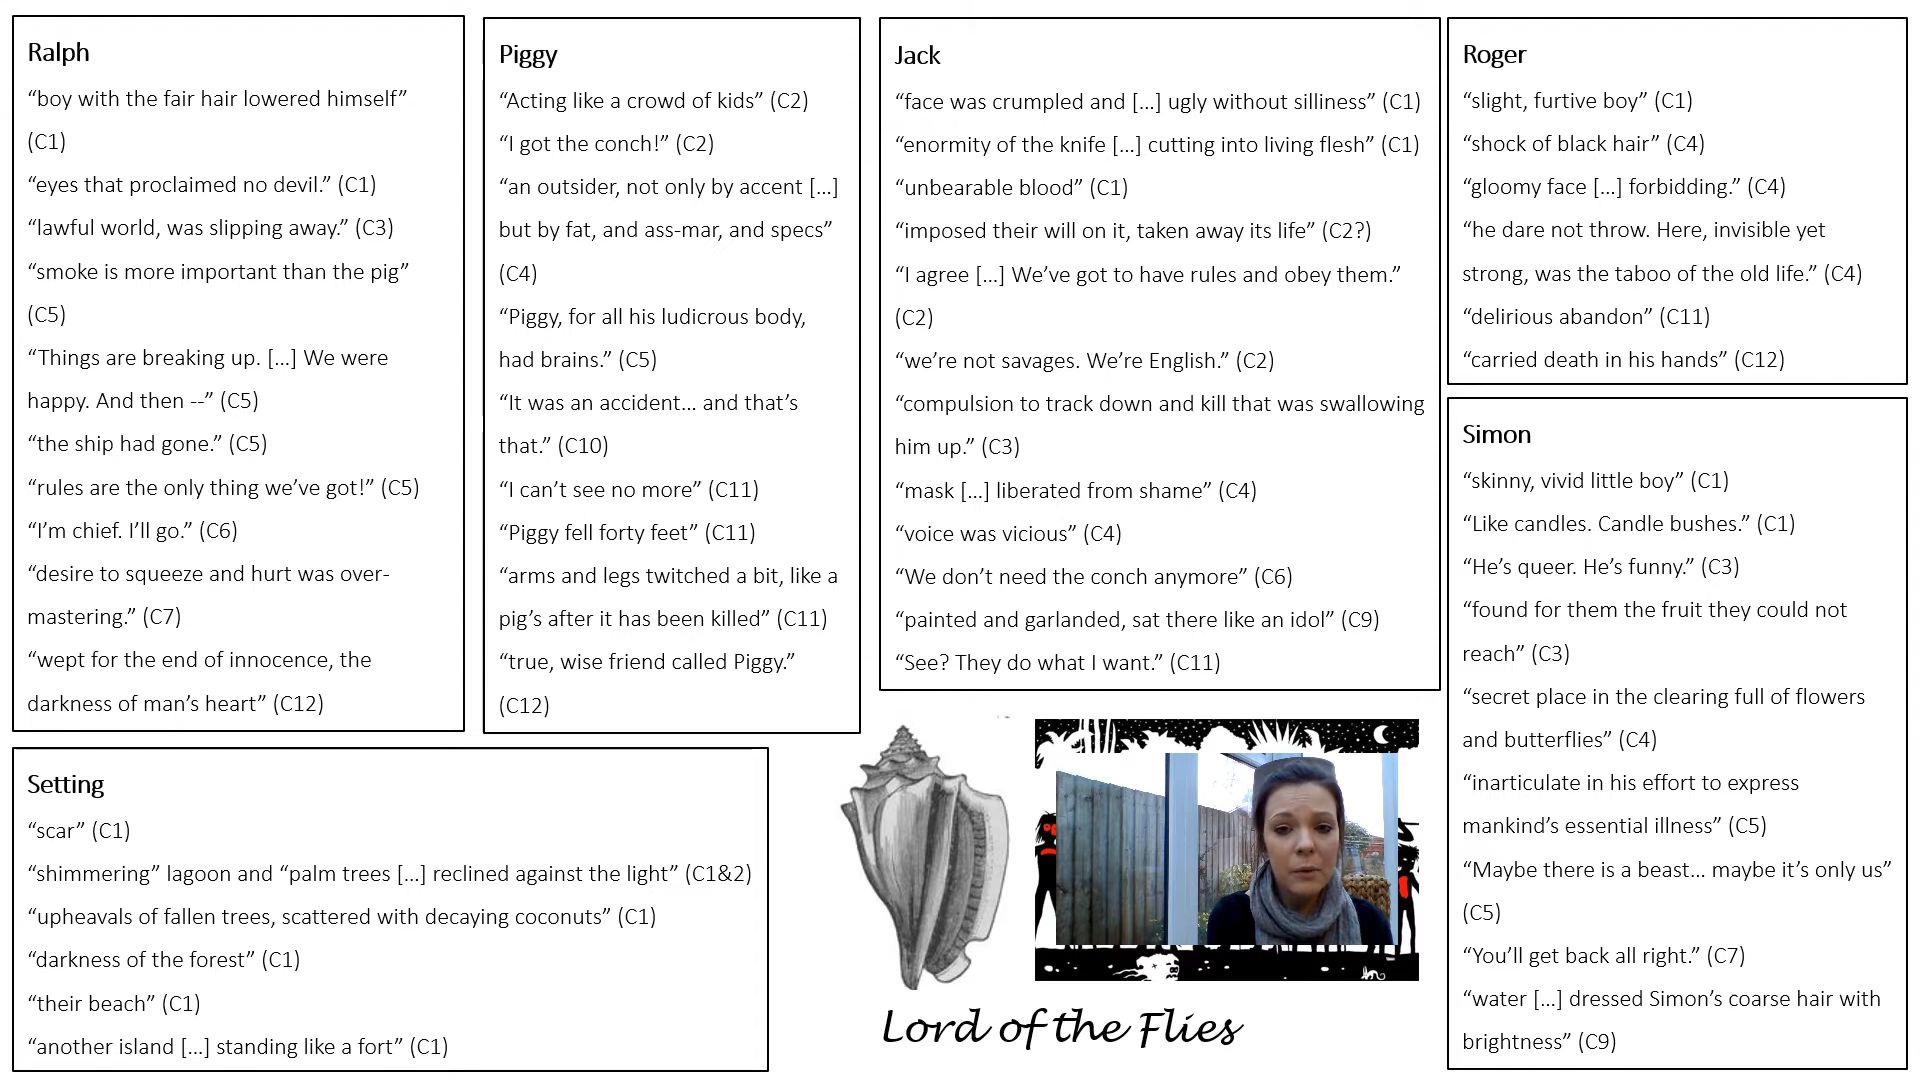 Ralph
“boy with the fair hair lowered himself”
(C1)
“eyes that proclaimed no devil.” (C1)
“lawful world, was slipping away.” (C3)
“smoke is more important than the pig”
(C5)
“Things are breaking up. […] We were
happy. And then --” (C5)
“the ship had gone.” (C5)
“rules are the only thing we’ve got!” (C5)
“I’m chief. I’ll go.” (C6)
“desire to squeeze and hurt was over-
mastering.” (C7)
“wept for the end of innocence, the
darkness of man’s heart” (C12)
Piggy
“Acting like a crowd of kids” (C2)
“I got the conch!” (C2)
“an outsider, not only by accent […]
but by fat, and ass-mar, and specs”
(C4)
“Piggy, for all his ludicrous body,
had brains.” (C5)
“It was an accident… and that’s
that.” (C10)
“I can’t see no more” (C11)
“Piggy fell forty feet” (C11)
“arms and legs twitched a bit, like a
pig’s after it has been killed” (C11)
“true, wise friend called Piggy.”
(C12)
Jack
“face was crumpled and […] ugly without silliness” (C1)
“enormity of the knife […] cutting into living flesh” (C1)
“unbearable blood” (C1)
“imposed their will on it, taken away its life” (C2?)
“I agree […] We’ve got to have rules and obey them.”
(C2)
“we’re not savages. We’re English.” (C2)
“compulsion to track down and kill that was swallowing
him up.” (C3)
“mask […] liberated from shame” (C4)
“voice was vicious” (C4)
“We don’t need the conch anymore” (C6)
“painted and garlanded, sat there like an idol” (C9)
“See? They do what I want.” (C11)
Roger
“slight, furtive boy” (C1)
“shock of black hair” (C4)
“gloomy face […] forbidding.” (C4)
“he dare not throw. Here, invisible yet
strong, was the taboo of the old life.” (C4)
“delirious abandon” (C11)
“carried death in his hands” (C12)
Simon
“skinny, vivid little boy” (C1)
“Like candles. Candle bushes.” (C1)
“He’s queer. He’s funny.” (C3)
“found for them the fruit they could not
reach” (C3)
“secret place in the clearing full of flowers
and butterflies” (C4)
“inarticulate in his effort to express
mankind’s essential illness” (C5)
“Maybe there is a beast… maybe it’s only us”
(C5)
“You’ll get back all right.” (C7)
“water […] dressed Simon’s coarse hair with
brightness” (C9)
Setting
“scar” (C1)
“shimmering” lagoon and “palm trees […] reclined against the light” (C1&2)
“upheavals of fallen trees, scattered with decaying coconuts” (C1)
“darkness of the forest” (C1)
“their beach” (C1)
“another island […] standing like a fort” (C1)
Lord of the Flies